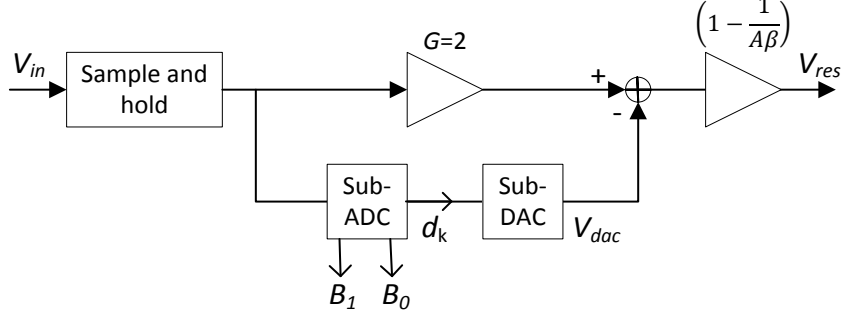 (1 − 1/Aβ)
G=2
V_in
Sample and
hold
+
-
V_res
Sub-
ADC
d_k
Sub-
DAC
V_dac
B_1 B_0